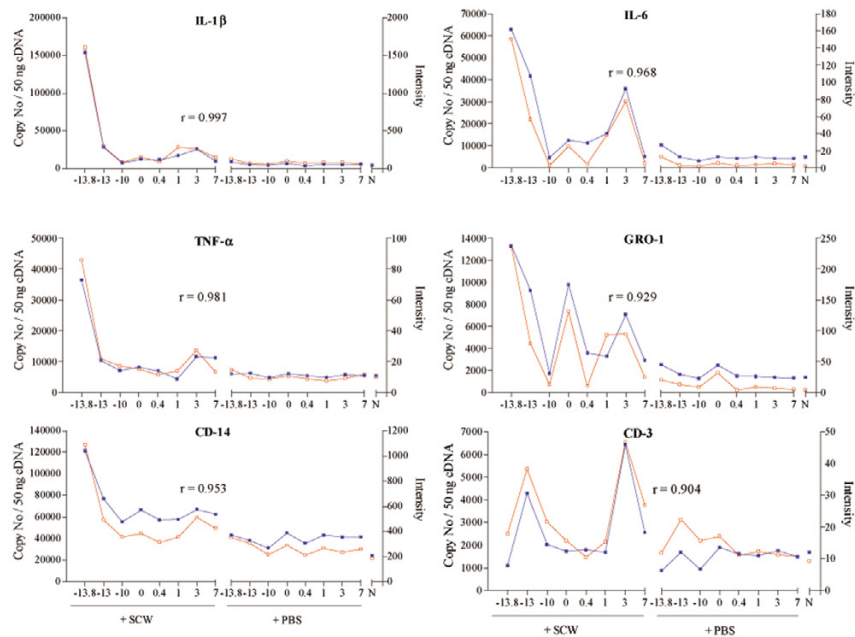 IL-1β
Copy No / 50 ng cDNA
200000
150000
100000
50000
0
r = 0.997
2000
1500
1000
500
0
Intensity
-13.8 -13 -10 0 0.4 1 3 7 -13.8 -13 -10 0 0.4 1 3 7 N
IL-6
Copy No / 50 ng cDNA
70000
60000
50000
40000
30000
20000
10000
0
r = 0.968
180
160
140
120
100
80
60
40
20
0
Intensity
-13.8 -13 -10 0 0.4 1 3 7 -13.8 -13 -10 0 0.4 1 3 7 N
TNF-α
Copy No / 50 ng cDNA
50000
40000
30000
20000
10000
0
r = 0.981
100
80
60
40
20
0
Intensity
-13.8 -13 -10 0 0.4 1 3 7 -13.8 -13 -10 0 0.4 1 3 7 N
GRO-1
Copy No / 50 ng cDNA
14000
12000
10000
8000
6000
4000
2000
0
r = 0.929
250
200
150
100
50
0
Intensity
-13.8 -13 -10 0 0.4 1 3 7 -13.8 -13 -10 0 0.4 1 3 7 N
CD-14
Copy No / 50 ng cDNA
140000
120000
100000
80000
60000
40000
20000
0
r = 0.953
1200
1000
800
600
400
200
0
Intensity
-13.8 -13 -10 0 0.4 1 3 7 -13.8 -13 -10 0 0.4 1 3 7 N
+ SCW + PBS
CD-3
Copy No / 50 ng cDNA
7000
6000
5000
4000
3000
2000
1000
0
r = 0.904
50
40
30
20
10
0
Intensity
-13.8 -13 -10 0 0.4 1 3 7 -13.8 -13 -10 0 0.4 1 3 7 N
+ SCW + PBS